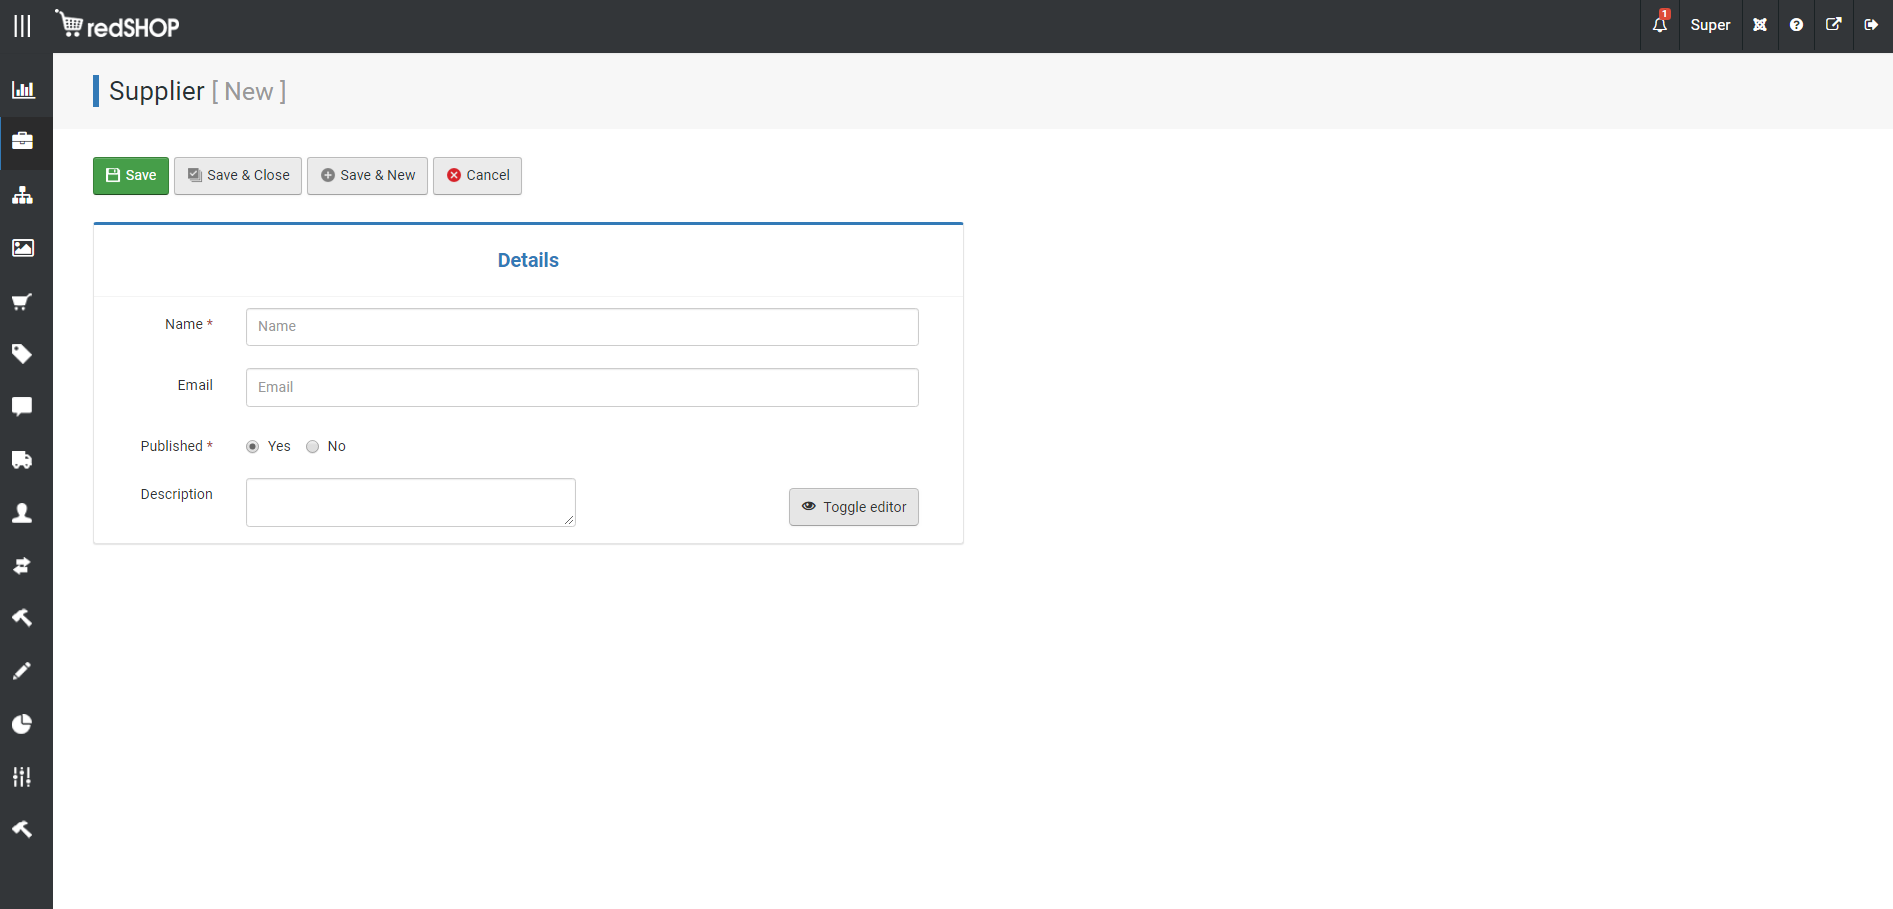 redSHOP
1
Super
Supplier [ New ]
Save
Save & Close
Save & New
Cancel
Details
Name *
Name
Email
Email
Published *
Yes
No
Description
Toggle editor